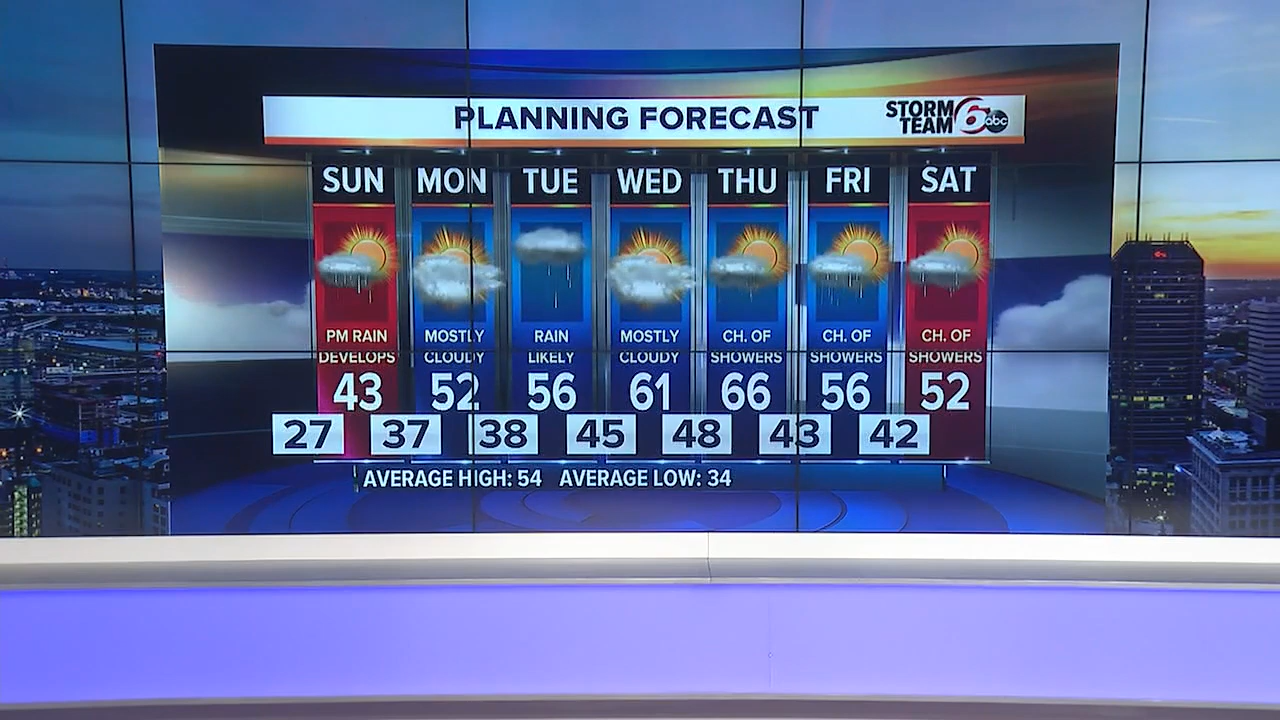 PLANNING FORECAST
STORM TEAM 6 abc
SUN MON TUE WED THU FRI SAT
PM RAIN MOSTLY RAIN MOSTLY CH. OF CH. OF CH. OF
DEVELOPS CLOUDY LIKELY CLOUDY SHOWERS SHOWERS SHOWERS
43 52 56 61 66 56 52
27 37 38 45 48 43 42
AVERAGE HIGH: 54 AVERAGE LOW: 34